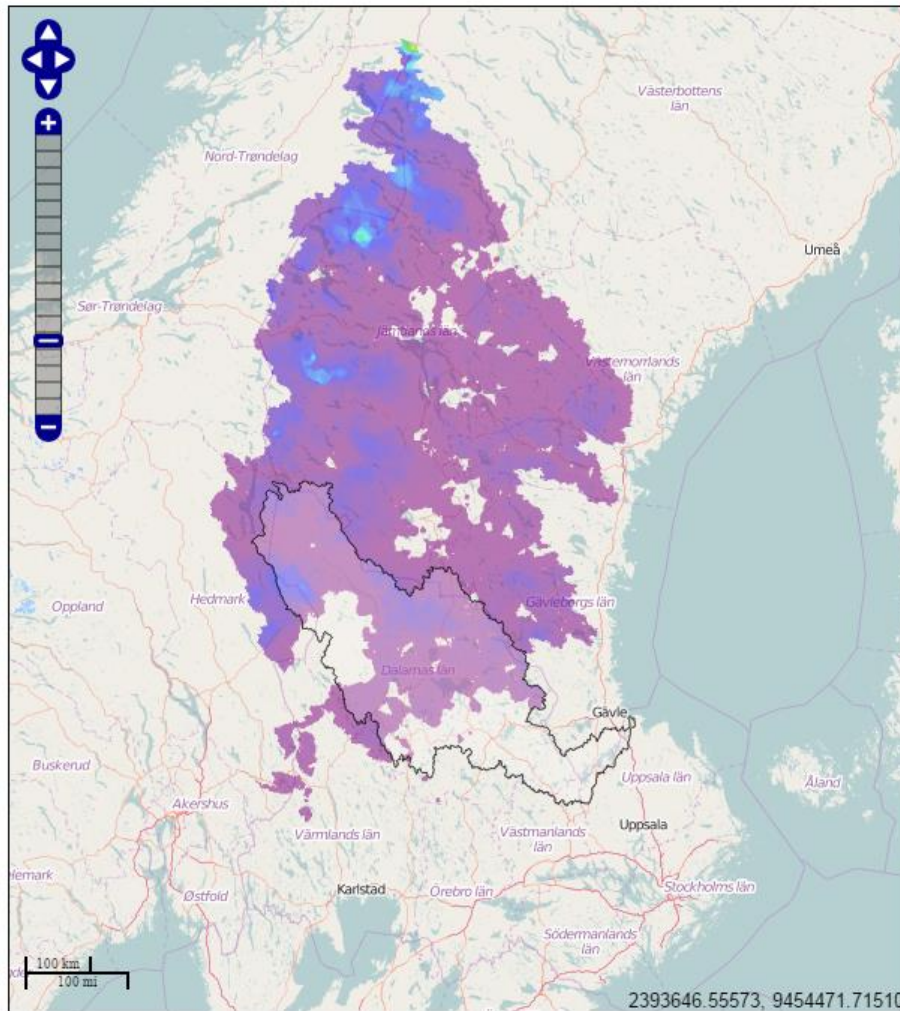 Västerbottens
län
Nord-Trøndelag
Umeå
Sør-Trøndelag
Jämtlands län
Västernorrlands
län
Hedmark
Oppland
Gävleborgs län
Dalarnas län
Gävle
Buskerud
Uppsala län
Åland
Akershus
Uppsala
Värmlands län
Västmanlands
län
Karlstad
Örebro län
Stockholms län
Østfold
elemark
Södermanlands
län
100 km
100 mi
2393646.55573, 9454471.71510